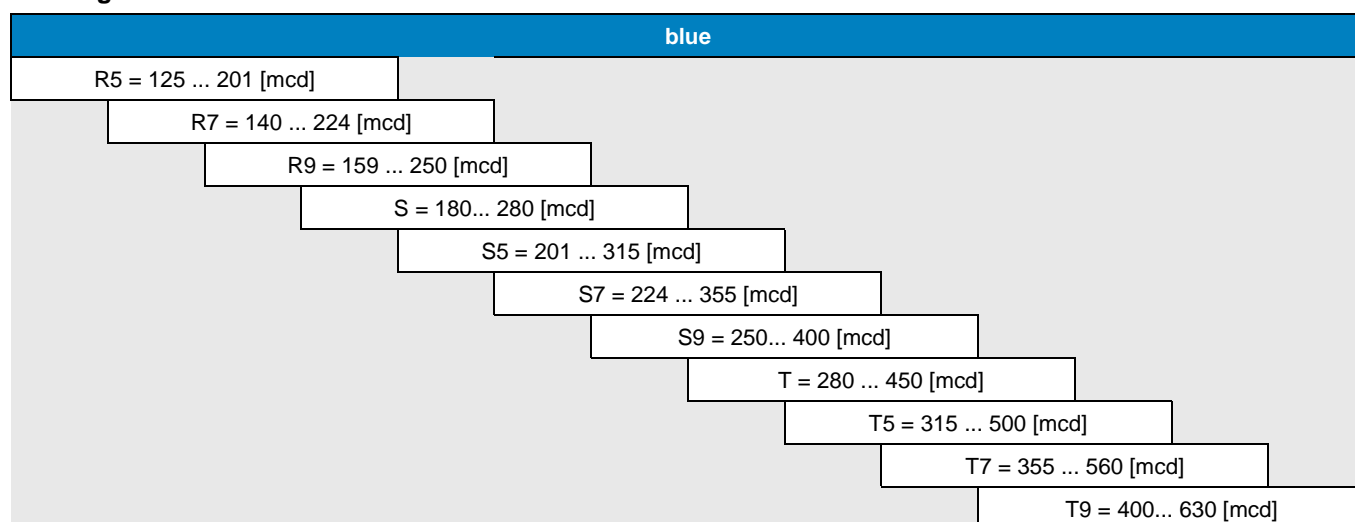 blue
R5 = 125 ... 201 [mcd]
R7 = 140 ... 224 [mcd]
R9 = 159 ... 250 [mcd]
S = 180... 280 [mcd]
S5 = 201 ... 315 [mcd]
S7 = 224 ... 355 [mcd]
S9 = 250... 400 [mcd]
T = 280 ... 450 [mcd]
T5 = 315 ... 500 [mcd]
T7 = 355 ... 560 [mcd]
T9 = 400... 630 [mcd]